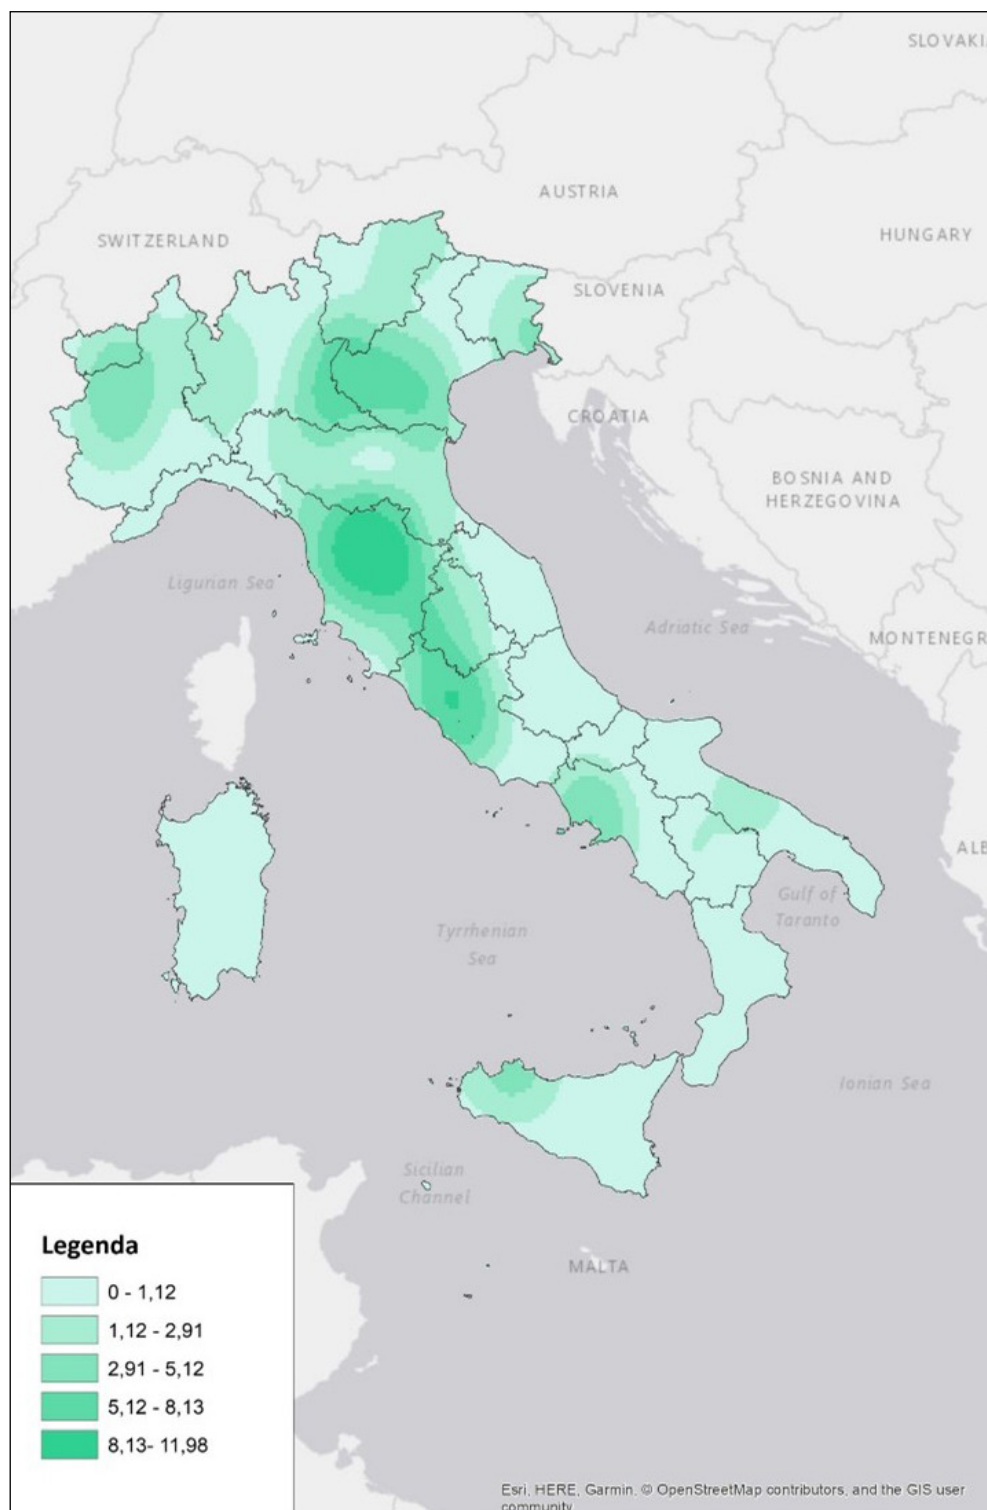 SLOVAKI
AUSTRIA
SWITZERLAND
HUNGARY
SLOVENIA
CROATIA
BOSNIA AND
HERZEGOVINA
Ligurian Sea
Adriatic Sea
MONTENEGR
ALB
Gulf of
Taranto
Tyrrhenian
Sea
Ionian Sea
Sicilian
Channel
MALTA
Legenda
0 - 1,12
1,12 - 2,91
2,91 - 5,12
5,12 - 8,13
8,13- 11,98
Esri, HERE, Garmin, © OpenStreetMap contributors, and the GIS user
community